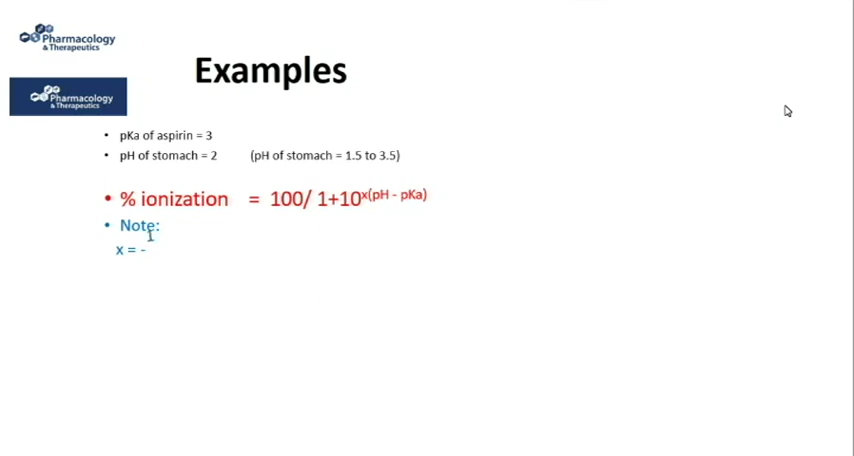 Pharmacology
& Therapeutics
Examples
Pharmacology
& Therapeutics
• pKa of aspirin = 3
• pH of stomach = 2 (pH of stomach = 1.5 to 3.5)
• % ionization = 100/ 1+10^x(pH - pKa)
• Note:
x = -